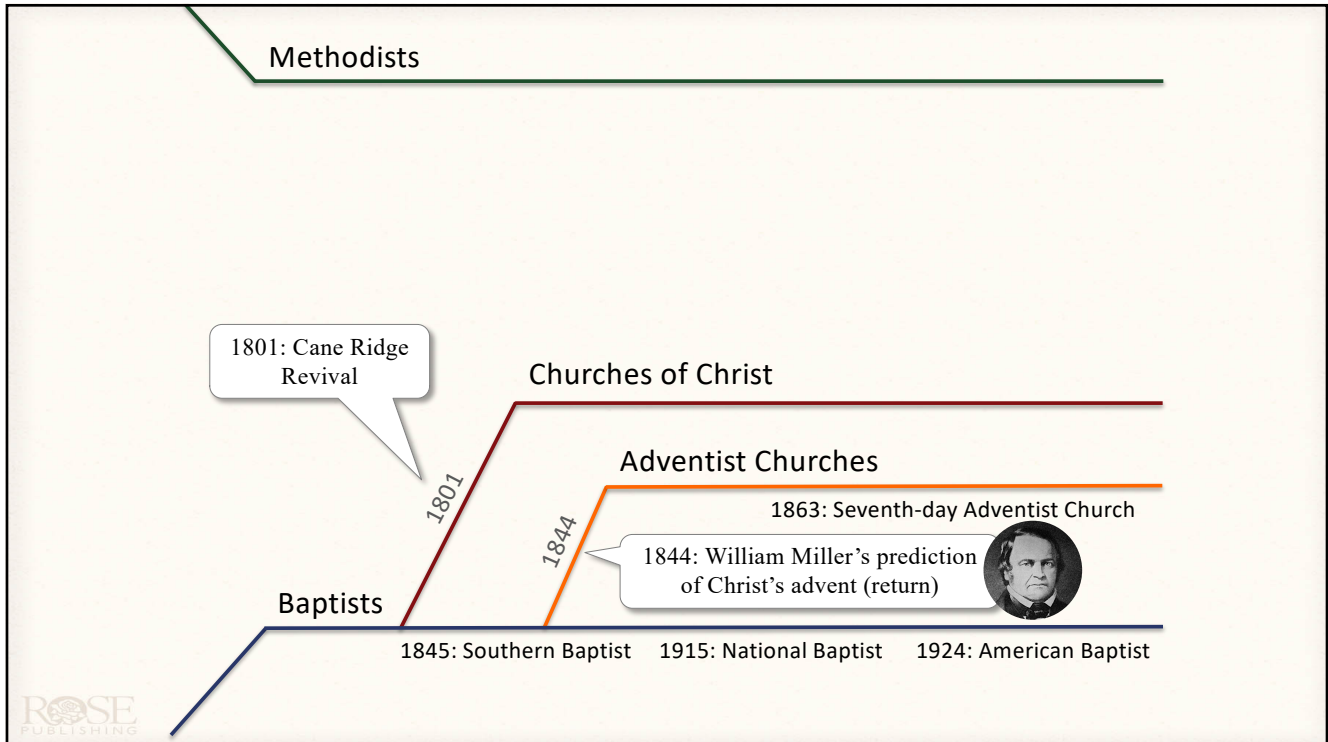 Methodists
1801: Cane Ridge
Revival
Churches of Christ
1801
Adventist Churches
1863: Seventh-day Adventist Church
1844
1844: William Miller’s prediction
of Christ’s advent (return)
Baptists
1845: Southern Baptist
1915: National Baptist
1924: American Baptist
ROSE
PUBLISHING